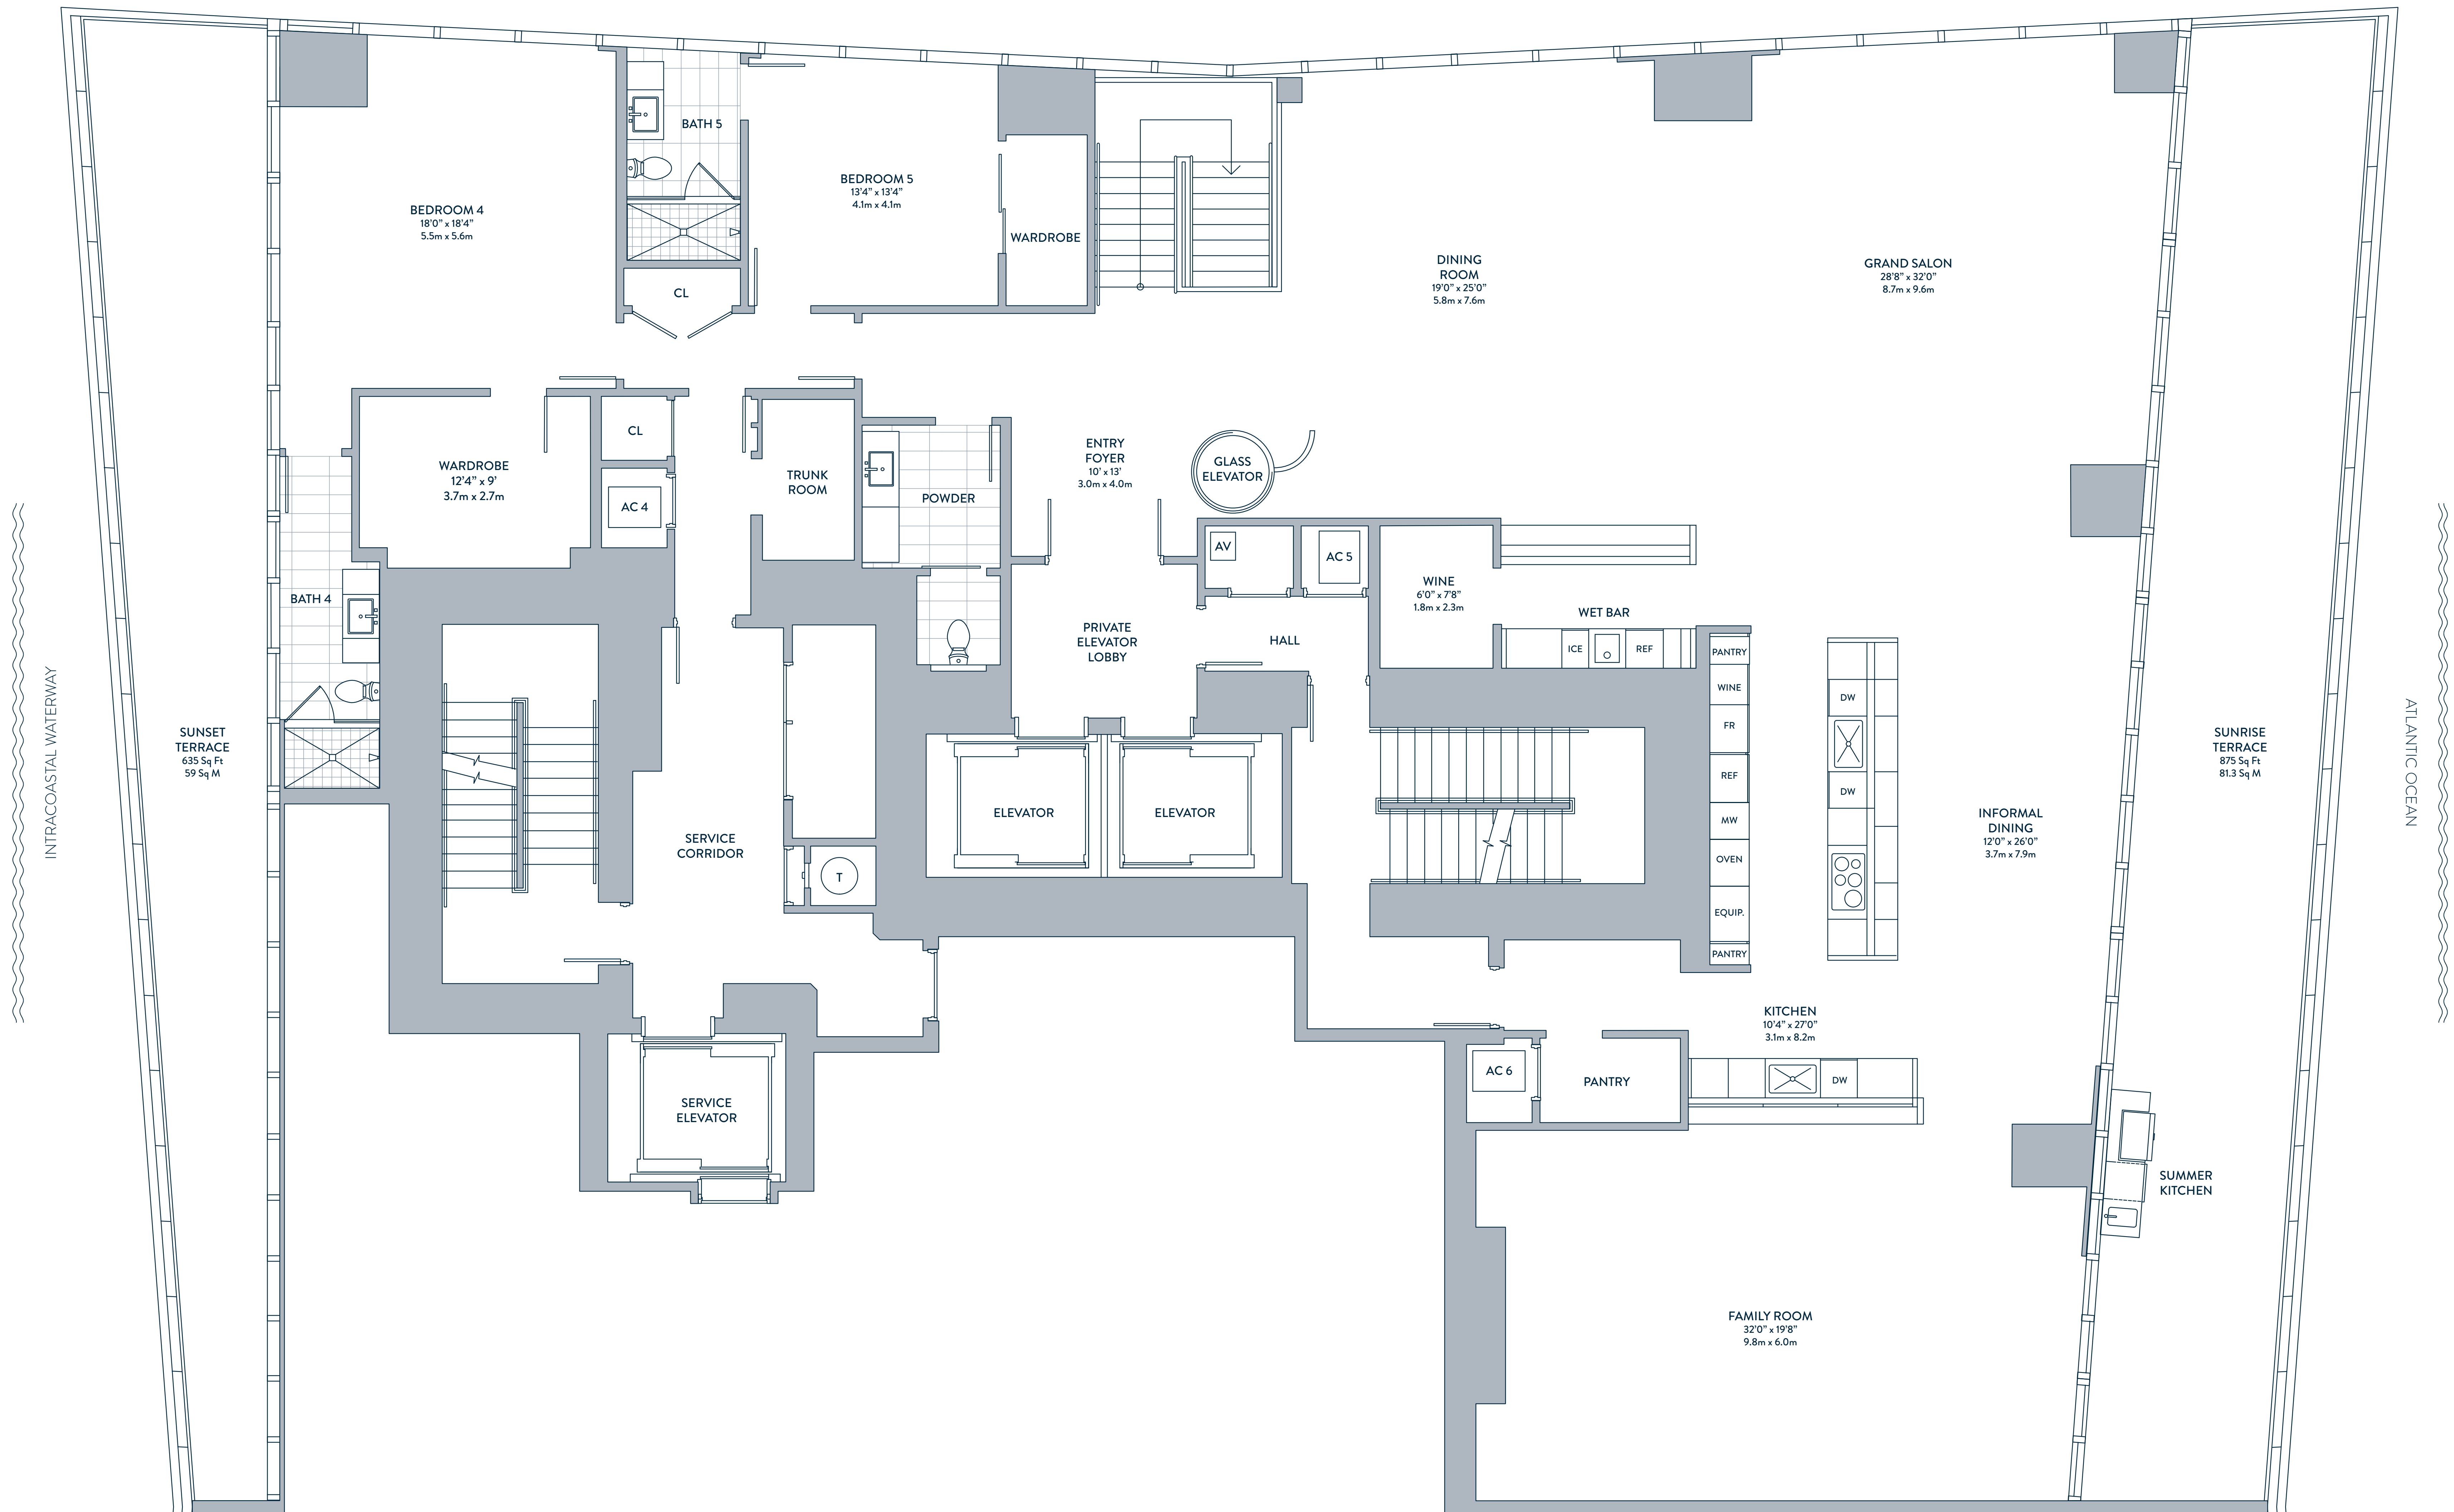 BATH 5
BEDROOM 4
18'0" x 18'4"
5.5m x 5.6m
BEDROOM 5
13'4" x 13'4"
4.1m x 4.1m
WARDROBE
CL
DINING
ROOM
19'0" x 25'0"
5.8m x 7.6m
GRAND SALON
28'8" x 32'0"
8.7m x 9.6m
WARDROBE
12'4" x 9'
3.7m x 2.7m
CL
AC 4
TRUNK
ROOM
POWDER
ENTRY
FOYER
10' x 13'
3.0m x 4.0m
GLASS
ELEVATOR
AV
AC 5
WINE
6'0" x 7'8"
1.8m x 2.3m
WET BAR
ICE
REF
BATH 4
PRIVATE
ELEVATOR
LOBBY
HALL
PANTRY
WINE
FR
REF
MW
OVEN
EQUIP.
PANTRY
DW
DW
INTRACOASTAL WATERWAY
SUNSET
TERRACE
635 Sq Ft
59 Sq M
SERVICE
CORRIDOR
T
ELEVATOR
ELEVATOR
INFORMAL
DINING
12'0" x 26'0"
3.7m x 7.9m
SUNRISE
TERRACE
875 Sq Ft
81.3 Sq M
ATLANTIC OCEAN
KITCHEN
10'4" x 27'0"
3.1m x 8.2m
SERVICE
ELEVATOR
AC 6
PANTRY
DW
SUMMER
KITCHEN
FAMILY ROOM
32'0" x 19'8"
9.8m x 6.0m